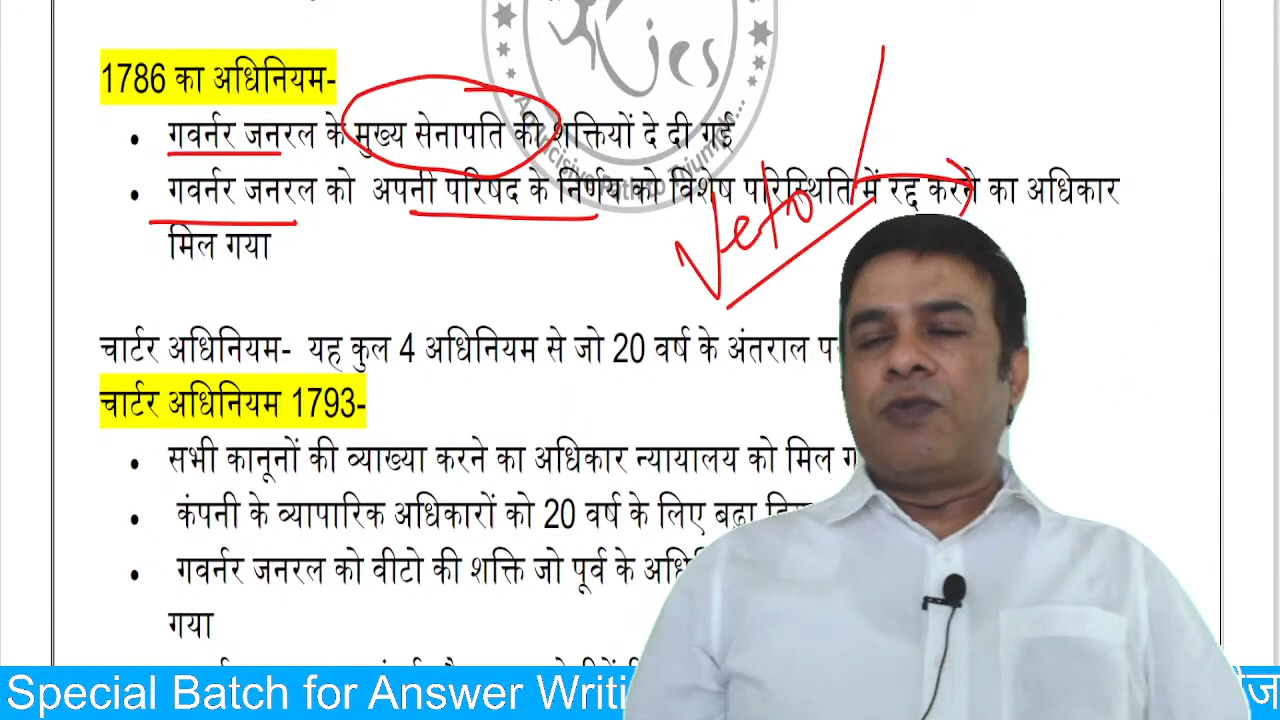 ics
1786 का अधिनियम-
• गवर्नर जनरल के मुख्य सेनापति की शक्तियों दे दी गई
• गवर्नर जनरल को अपनी परिषद के निर्णय को विशेष परिस्थिति में रद्द करने का अधिकार
मिल गया
Veto
चार्टर अधिनियम- यह कुल 4 अधिनियम से जो 20 वर्ष के अंतराल
चार्टर अधिनियम 1793-
• सभी कानूनों की व्याख्या करने का अधिकार न्यायालय को मिल
• कंपनी के व्यापारिक अधिकारों को 20 वर्ष के लिए बढ़ा
• गवर्नर जनरल को वीटो की शक्ति जो पूर्व के
गया
Special Batch for Answer